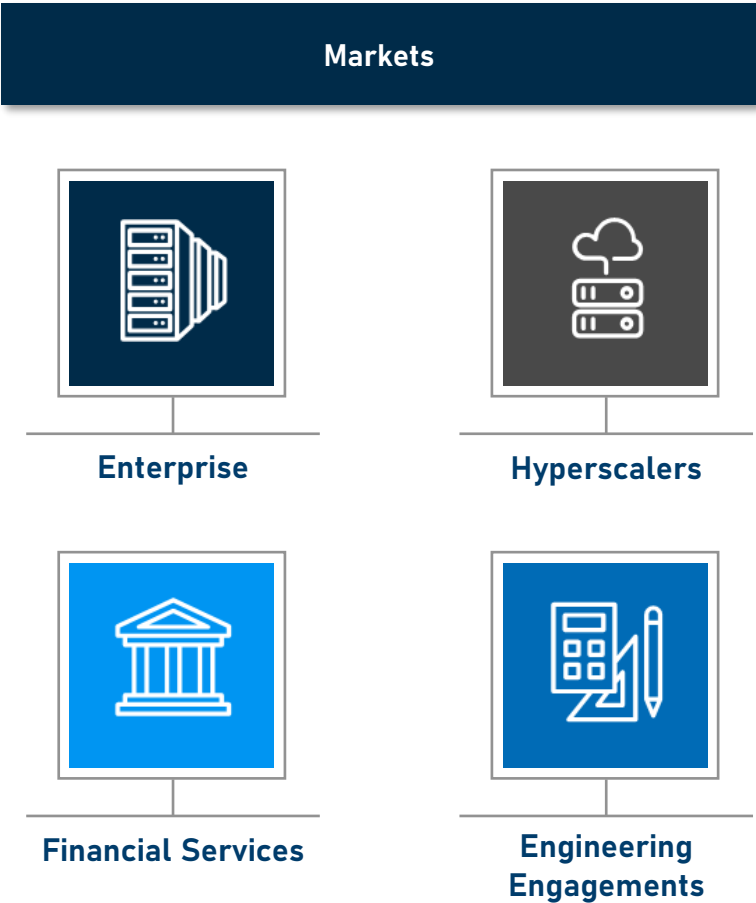 Markets
Enterprise
Hyperscalers
Financial Services
Engineering
Engagements